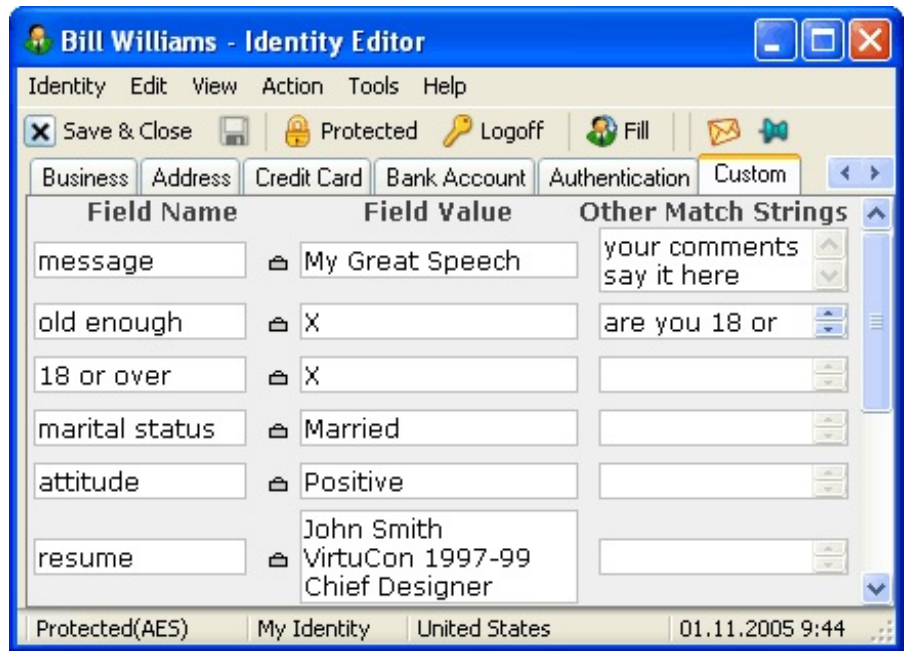 Bill Williams - Identity Editor
Identity Edit View Action Tools Help
Save & Close Protected Logoff Fill
Business Address Credit Card Bank Account Authentication Custom
Field Name Field Value Other Match Strings
message My Great Speech your comments
say it here
old enough X are you 18 or
18 or over X
marital status Married
attitude Positive
John Smith
resume VirtuCon 1997-99
Chief Designer
Protected(AES) My Identity United States 01.11.2005 9:44